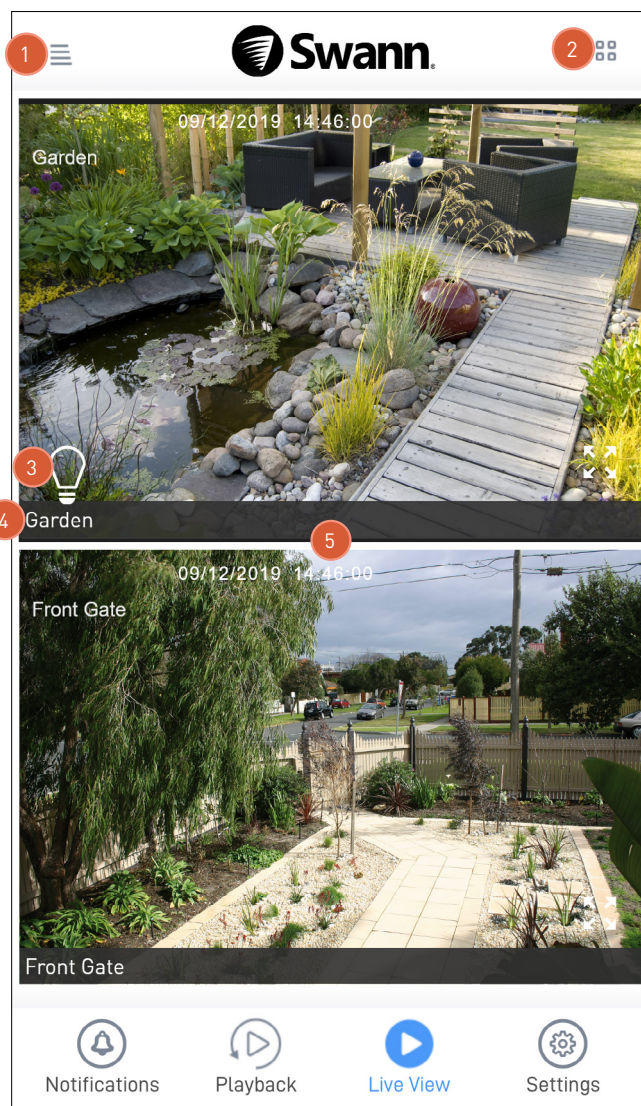 1
Swann®
2
09/12/2019 14:46:00
Garden
3
4
Garden
5
09/12/2019 14:46:00
Front Gate
Front Gate
Notifications
Playback
Live View
Settings